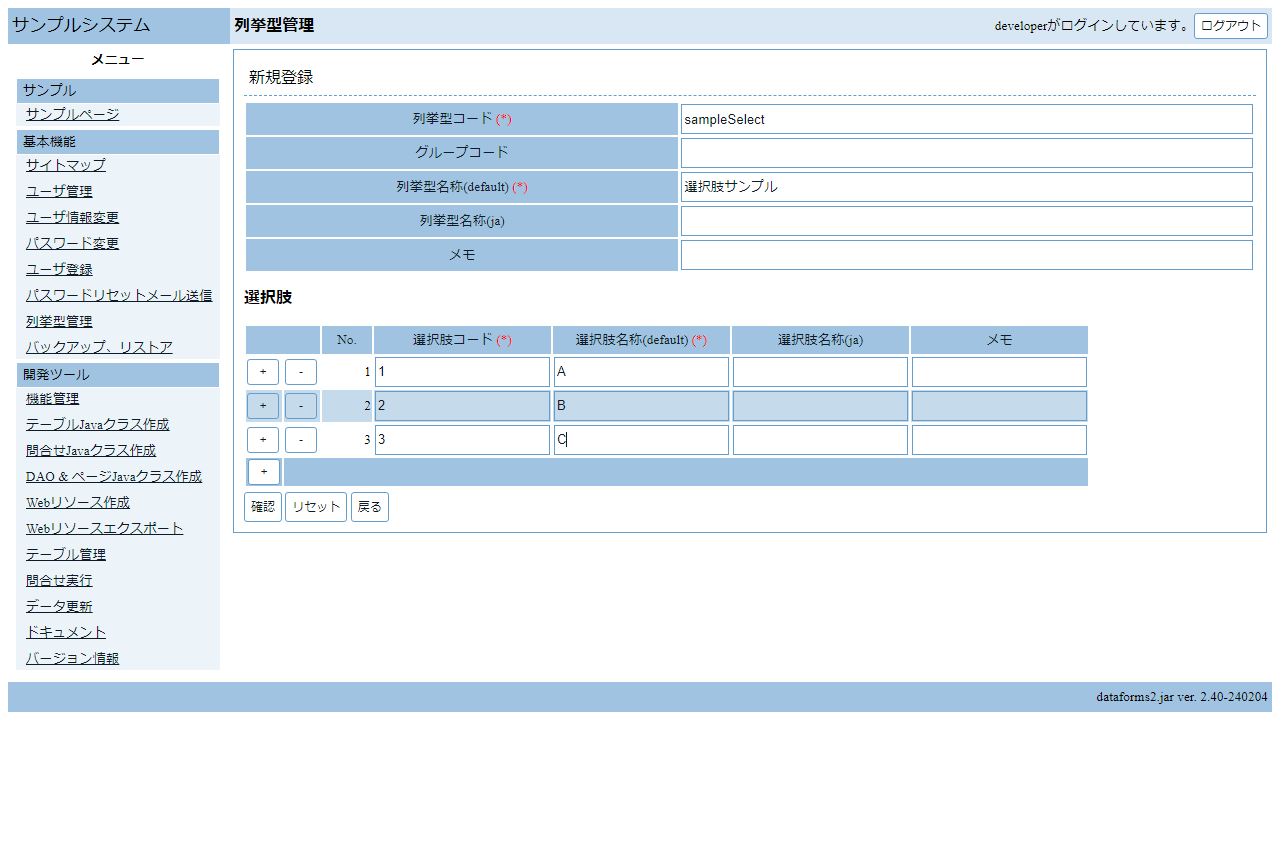 サンプルシステム
列挙型管理
developerがログインしています。 ログアウト
メニュー
サンプル
サンプルページ
基本機能
サイトマップ
ユーザ管理
ユーザ情報変更
パスワード変更
ユーザ登録
パスワードリセットメール送信
列挙型管理
バックアップ、リストア
開発ツール
機能管理
テーブルJavaクラス作成
問合せJavaクラス作成
DAO & ページJavaクラス作成
Webリソース作成
Webリソースエクスポート
テーブル管理
問合せ実行
データ更新
ドキュメント
バージョン情報
新規登録
列挙型コード (*) sampleSelect
グループコード
列挙型名称(default) (*) 選択肢サンプル
列挙型名称(ja)
メモ
選択肢
No. 選択肢コード (*) 選択肢名称(default) (*) 選択肢名称(ja) メモ
+ - 1 1 A
+ - 2 2 B
+ - 3 3 C
+
確認 リセット 戻る
dataforms2.jar ver. 2.40-240204